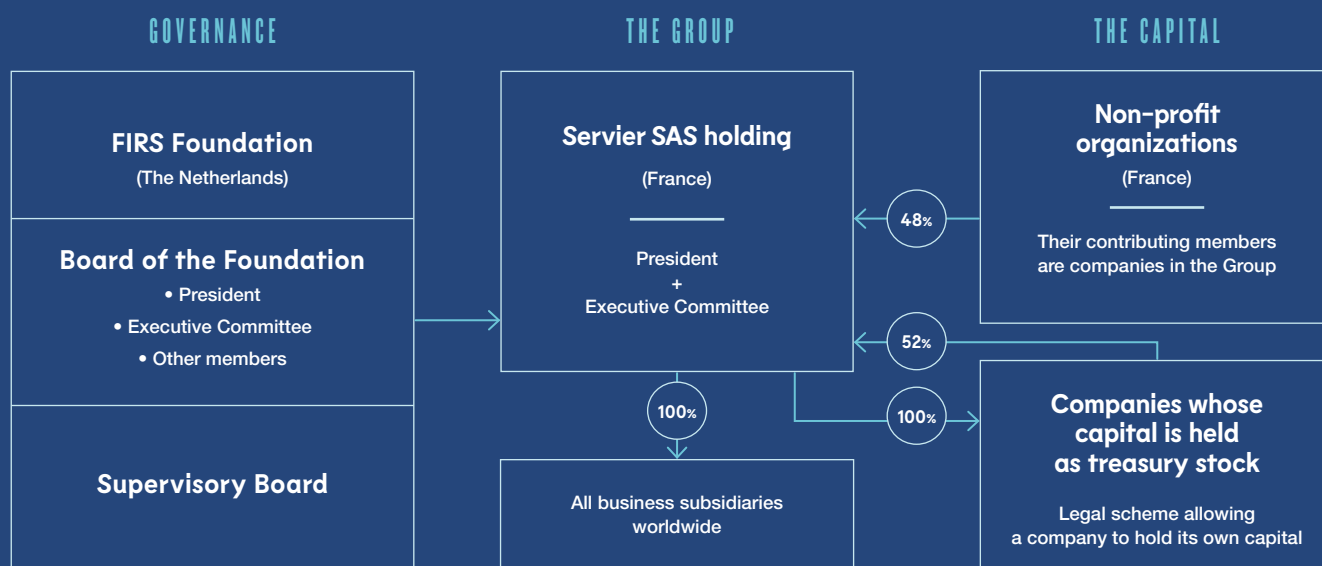 GOVERNANCE
FIRS Foundation
(The Netherlands)
Board of the Foundation
• President
• Executive Committee
• Other members
Supervisory Board
THE GROUP
Servier SAS holding
(France)
President
+
Executive Committee
100%
All business subsidiaries
worldwide
48%
52%
100%
THE CAPITAL
Non-profit
organizations
(France)
Their contributing members
are companies in the Group
Companies whose
capital is held
as treasury stock
Legal scheme allowing
a company to hold its own capital